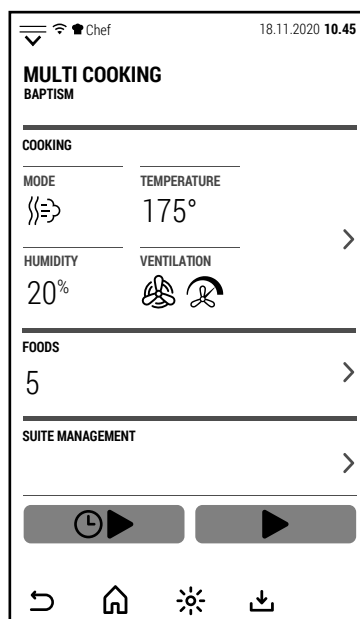 Chef 18.11.2020 10.45
MULTI COOKING
BAPTISM
COOKING
MODE TEMPERATURE
175°
HUMIDITY VENTILATION
20%
FOODS
5
SUITE MANAGEMENT